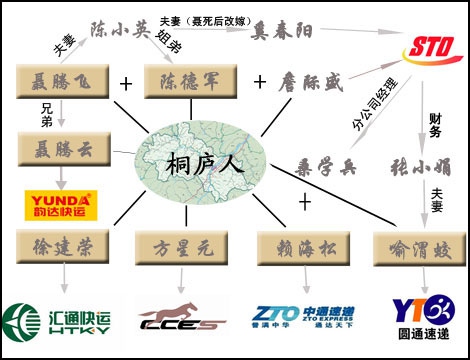 夫妻
陈小英
夫妻（聂死后改嫁）
奚春阳
姐弟
STO
聂腾飞
+
陈德军
+
詹际盛
兄弟
分公司经理
财务
聂腾云
桐庐人
桑学兵
张小娟
YUNDA
韵达快运
+
夫妻
徐建荣
方星元
赖海松
喻渭蛟
汇通快运
HTKY
CCES
ZTO 中通速递
ZTO EXPRESS
誉满中华 通达天下
YTO
圆通速递